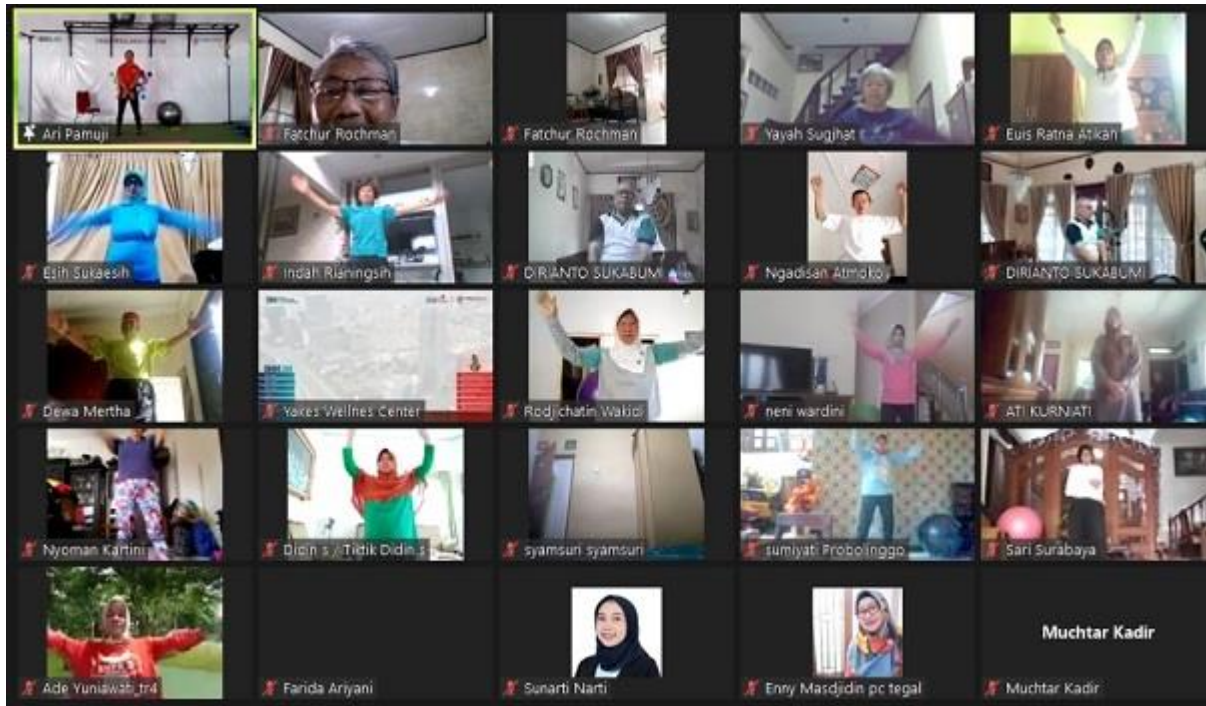 Ari Pamuji
Fatchur Rochman
Fatchur Rochman
Yayah Sugihat
Euis Ratna Atikah
Esih Sukaesih
Indah Rianingsih
DIRIANTO SUKABUMI
Ngadisan Atmoko
DIRIANTO SUKABUMI
Dewa Mertha
Yakes Wellnes Center
Rodjichatin Wakidi
neni wardini
ATI KURNIATI
Nyoman Kartini
Didin s // Tiktik Didin.s
syamsuri syamsuri
sumiyati Probolinggo
Sari Surabaya
Ade Yuniawati_tr4
Farida Ariyani
Sunarti Narti
Enny Masdjidin pc tegal
Muchtar Kadir
Muchtar Kadir